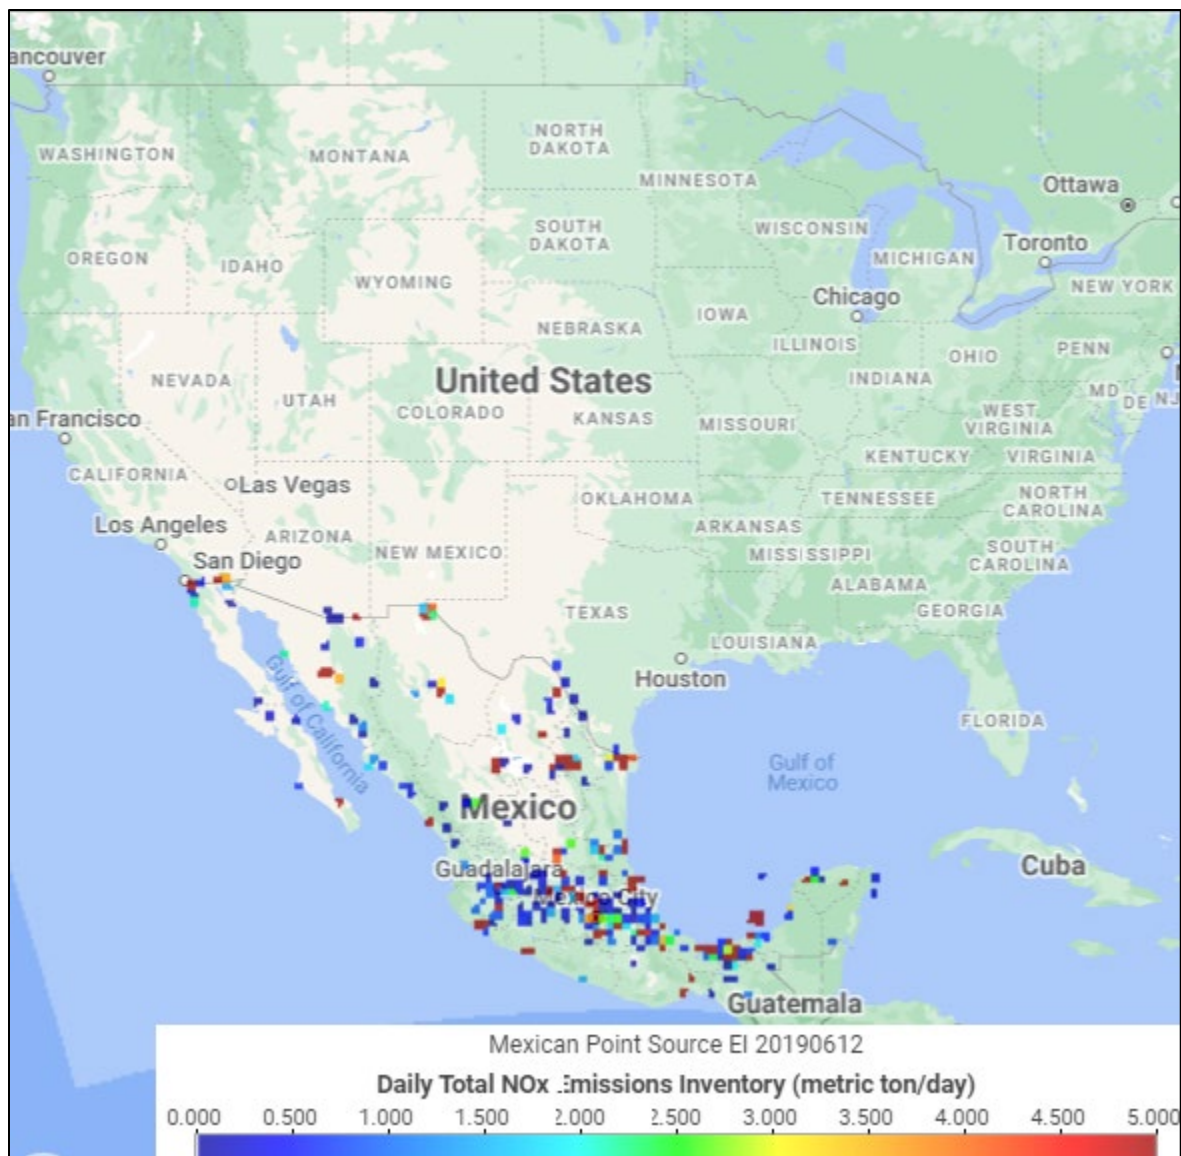 ancouver
WASHINGTON
MONTANA
NORTH
DAKOTA
MINNESOTA
Ottawa
OREGON
IDAHO
SOUTH
DAKOTA
WISCONSIN
MICHIGAN
Toronto
WYOMING
NEW YORK
Chicago
IOWA
NEBRASKA
ILLINOIS
OHIO
PENN
NEVADA
UTAH
United States
INDIANA
MD
DE
NJ
an Francisco
COLORADO
KANSAS
MISSOURI
WEST
VIRGINIA
KENTUCKY
VIRGINIA
CALIFORNIA
Las Vegas
OKLAHOMA
TENNESSEE
NORTH
CAROLINA
Los Angeles
ARIZONA
NEW MEXICO
ARKANSAS
MISSISSIPPI
SOUTH
CAROLINA
San Diego
ALABAMA
GEORGIA
TEXAS
LOUISIANA
Houston
Gulf of California
FLORIDA
Gulf of
Mexico
Mexico
Guadalajara
Mexico City
Cuba
Guatemala
Mexican Point Source EI 20190612
Daily Total NOx Emissions Inventory (metric ton/day)
0.000 0.500 1.000 1.500 2.000 2.500 3.000 3.500 4.000 4.500 5.000